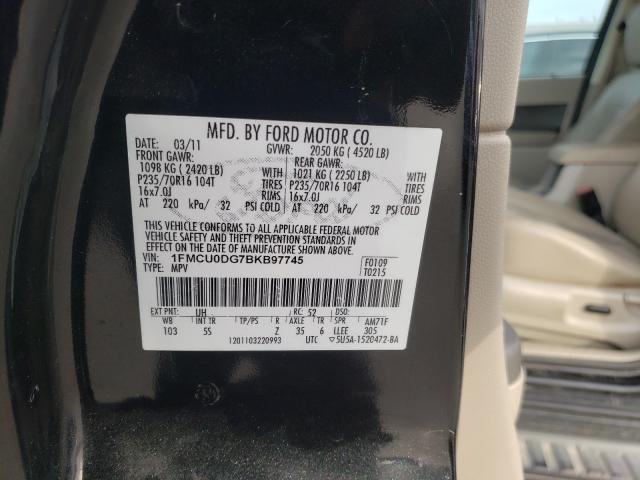 MFD. BY FORD MOTOR CO.
DATE: 03/11 GVWR: 2050 KG ( 4520 LB)
FRONT GAWR: REAR GAWR:
1098 KG ( 2420 LB) 1021 KG ( 2250 LB)
P235/70R16 104T TIRES P235/70R16 104T TIRES
16x7.0J RIMS 16x7.0J RIMS
AT 220 kPa/ 32 PSI COLD AT 220 kPa/ 32 PSI COLD
THIS VEHICLE CONFORMS TO ALL APPLICABLE FEDERAL MOTOR
VEHICLE SAFETY AND THEFT PREVENTION STANDARDS IN
EFFECT ON THE DATE OF MANUFACTURE SHOWN ABOVE.
VIN: 1FMCU0DG7BKB97745 F0109
TYPE: MPV T0215
EXT PNT: UH RC: 52 DSO:
WB INT TR TP/PS R AXLE TR SPR AM71F
103 55 Z 35 6 LLEE 305
1201103220993 UTC ▽5U5A-1520472-BA